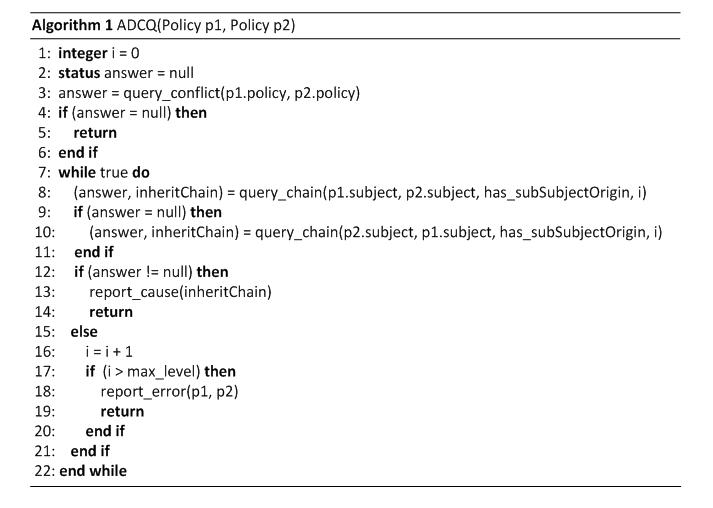 Algorithm 1 ADCQ(Policy p1, Policy p2)
1: integer i = 0
2: status answer = null
3: answer = query_conflict(p1.policy, p2.policy)
4: if (answer = null) then
5: return
6: end if
7: while true do
8: (answer, inheritChain) = query_chain(p1.subject, p2.subject, has_subSubjectOrigin, i)
9: if (answer = null) then
10: (answer, inheritChain) = query_chain(p2.subject, p1.subject, has_subSubjectOrigin, i)
11: end if
12: if (answer != null) then
13: report_cause(inheritChain)
14: return
15: else
16: i = i + 1
17: if (i > max_level) then
18: report_error(p1, p2)
19: return
20: end if
21: end if
22: end while